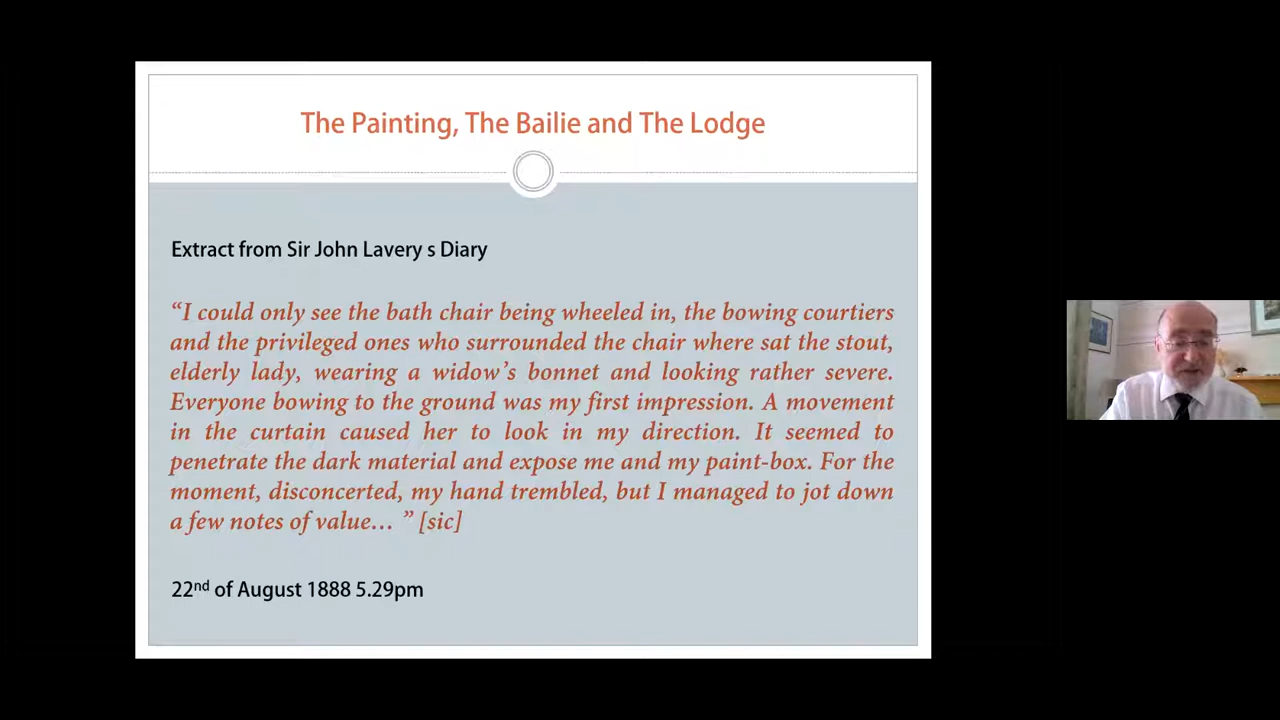 The Painting, The Bailie and The Lodge
Extract from Sir John Lavery s Diary
“I could only see the bath chair being wheeled in, the bowing courtiers
and the privileged ones who surrounded the chair where sat the stout,
elderly lady, wearing a widow’s bonnet and looking rather severe.
Everyone bowing to the ground was my first impression. A movement
in the curtain caused her to look in my direction. It seemed to
penetrate the dark material and expose me and my paint-box. For the
moment, disconcerted, my hand trembled, but I managed to jot down
a few notes of value… ” [sic]
22nd of August 1888 5.29pm